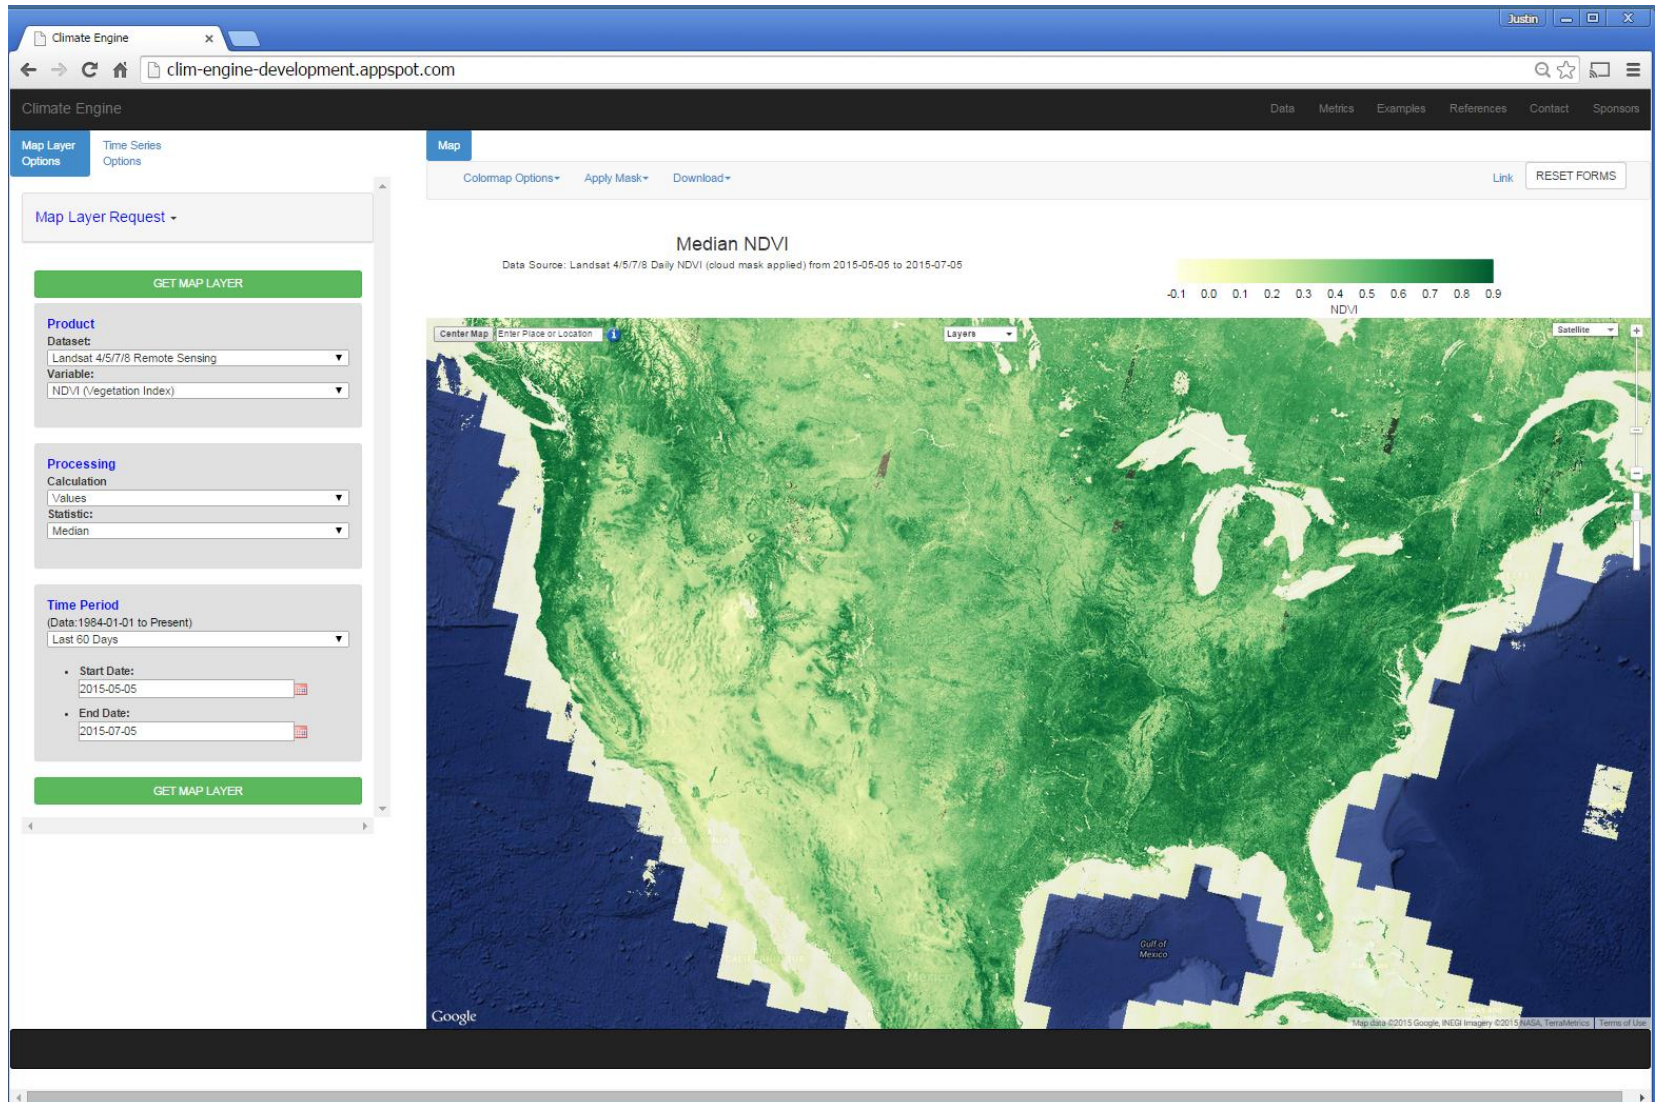 Justin
Climate Engine
clim-engine-development.appspot.com
Climate Engine
Data Metrics Examples References Contact Sponsors
Map Layer Options
Time Series Options
Map
Colormap Options
Apply Mask
Download
Link
RESET FORMS
Map Layer Request
GET MAP LAYER
Product
Dataset:
Landsat 4/5/7/8 Remote Sensing
Variable:
NDVI (Vegetation Index)
Processing
Calculation
Values
Statistic:
Median
Time Period
(Data:1984-01-01 to Present)
Last 60 Days
Start Date:
2015-05-05
End Date:
2015-07-05
GET MAP LAYER
Median NDVI
Data Source: Landsat 4/5/7/8 Daily NDVI (cloud mask applied) from 2015-05-05 to 2015-07-05
-0.1 0.0 0.1 0.2 0.3 0.4 0.5 0.6 0.7 0.8 0.9
NDVI
Center Map
Enter Place or Location
Layers
Satellite
Gulf of
Mexico
Google
Map data ©2015 Google, INEGI Imagery ©2015 NASA, TerraMetrics
Terms of Use